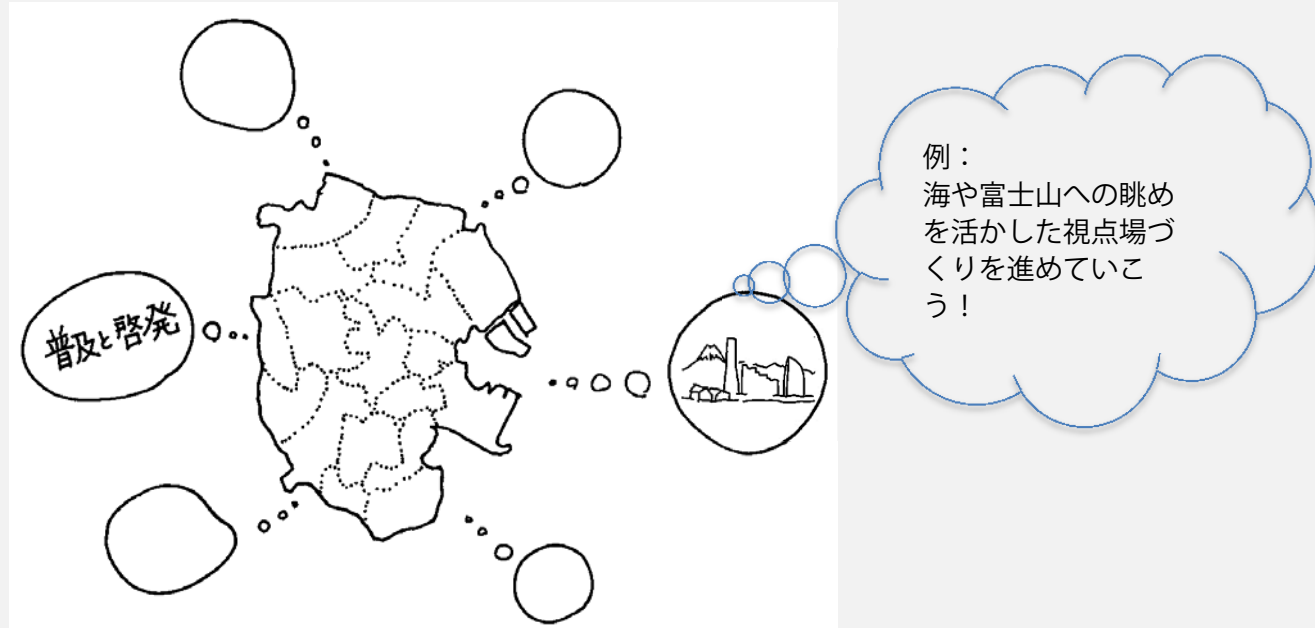 例：
海や富士山への眺め
を活かした視点場づ
くりを進めていこ
う！
普及と啓発